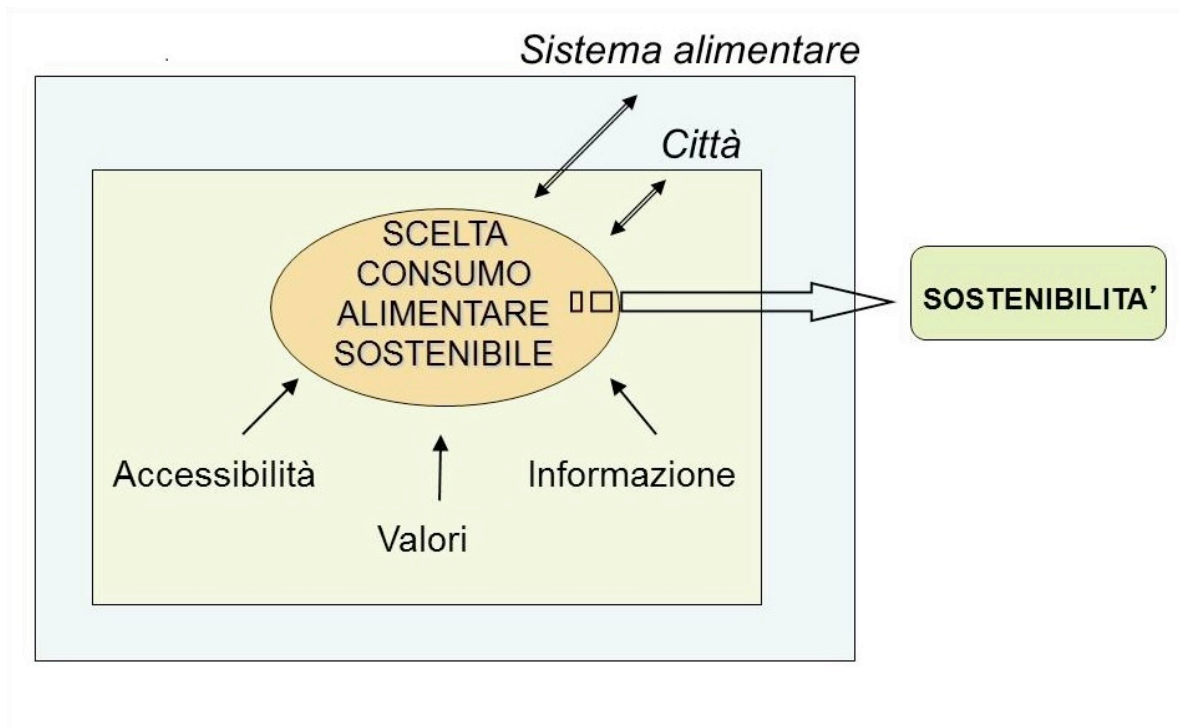 Sistema alimentare
Città
SCELTA
CONSUMO
ALIMENTARE
SOSTENIBILE
SOSTENIBILITA’
Accessibilità
Informazione
Valori